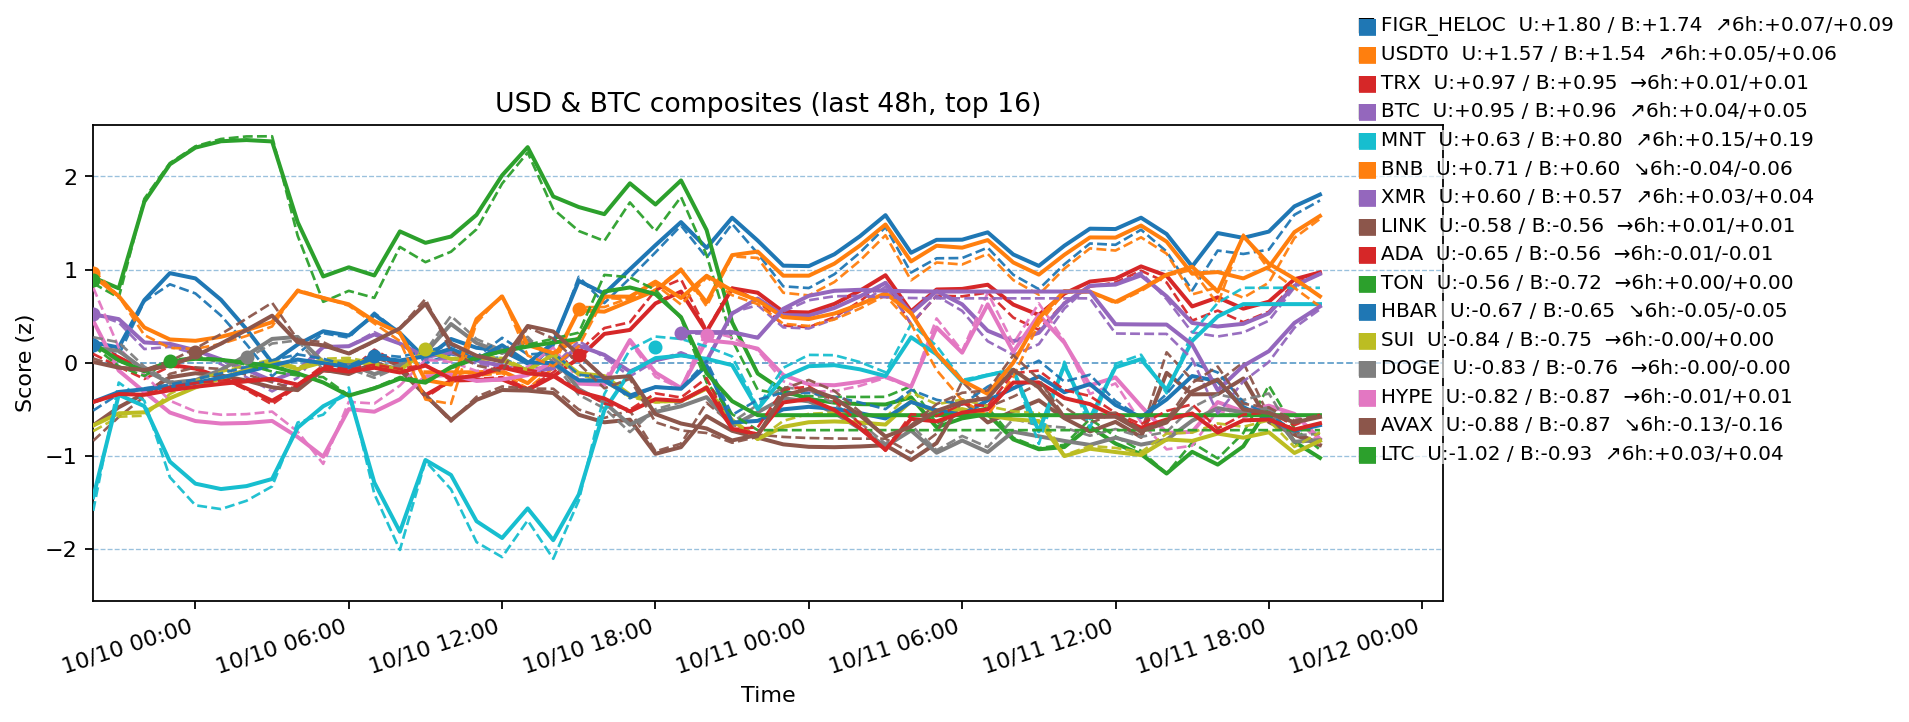 FIGR_HELOC U:+1.80 / B:+1.74 ↗6h:+0.07/+0.09
USDT0 U:+1.57 / B:+1.54 ↗6h:+0.05/+0.06
TRX U:+0.97 / B:+0.95 →6h:+0.01/+0.01
BTC U:+0.95 / B:+0.96 ↗6h:+0.04/+0.05
MNT U:+0.63 / B:+0.80 ↗6h:+0.15/+0.19
BNB U:+0.71 / B:+0.60 ↘6h:-0.04/-0.06
XMR U:+0.60 / B:+0.57 ↗6h:+0.03/+0.04
LINK U:-0.58 / B:-0.56 →6h:+0.01/+0.01
ADA U:-0.65 / B:-0.56 →6h:-0.01/-0.01
TON U:-0.56 / B:-0.72 →6h:+0.00/+0.00
HBAR U:-0.67 / B:-0.65 ↘6h:-0.05/-0.05
SUI U:-0.84 / B:-0.75 →6h:-0.00/+0.00
DOGE U:-0.83 / B:-0.76 →6h:-0.00/-0.00
HYPE U:-0.82 / B:-0.87 →6h:-0.01/+0.01
AVAX U:-0.88 / B:-0.87 ↘6h:-0.13/-0.16
LTC U:-1.02 / B:-0.93 ↗6h:+0.03/+0.04
USD & BTC composites (last 48h, top 16)
Score (z)
2
1
0
−1
−2
10/10 00:00
10/10 06:00
10/10 12:00
10/10 18:00
10/11 00:00
10/11 06:00
10/11 12:00
10/11 18:00
10/12 00:00
Time